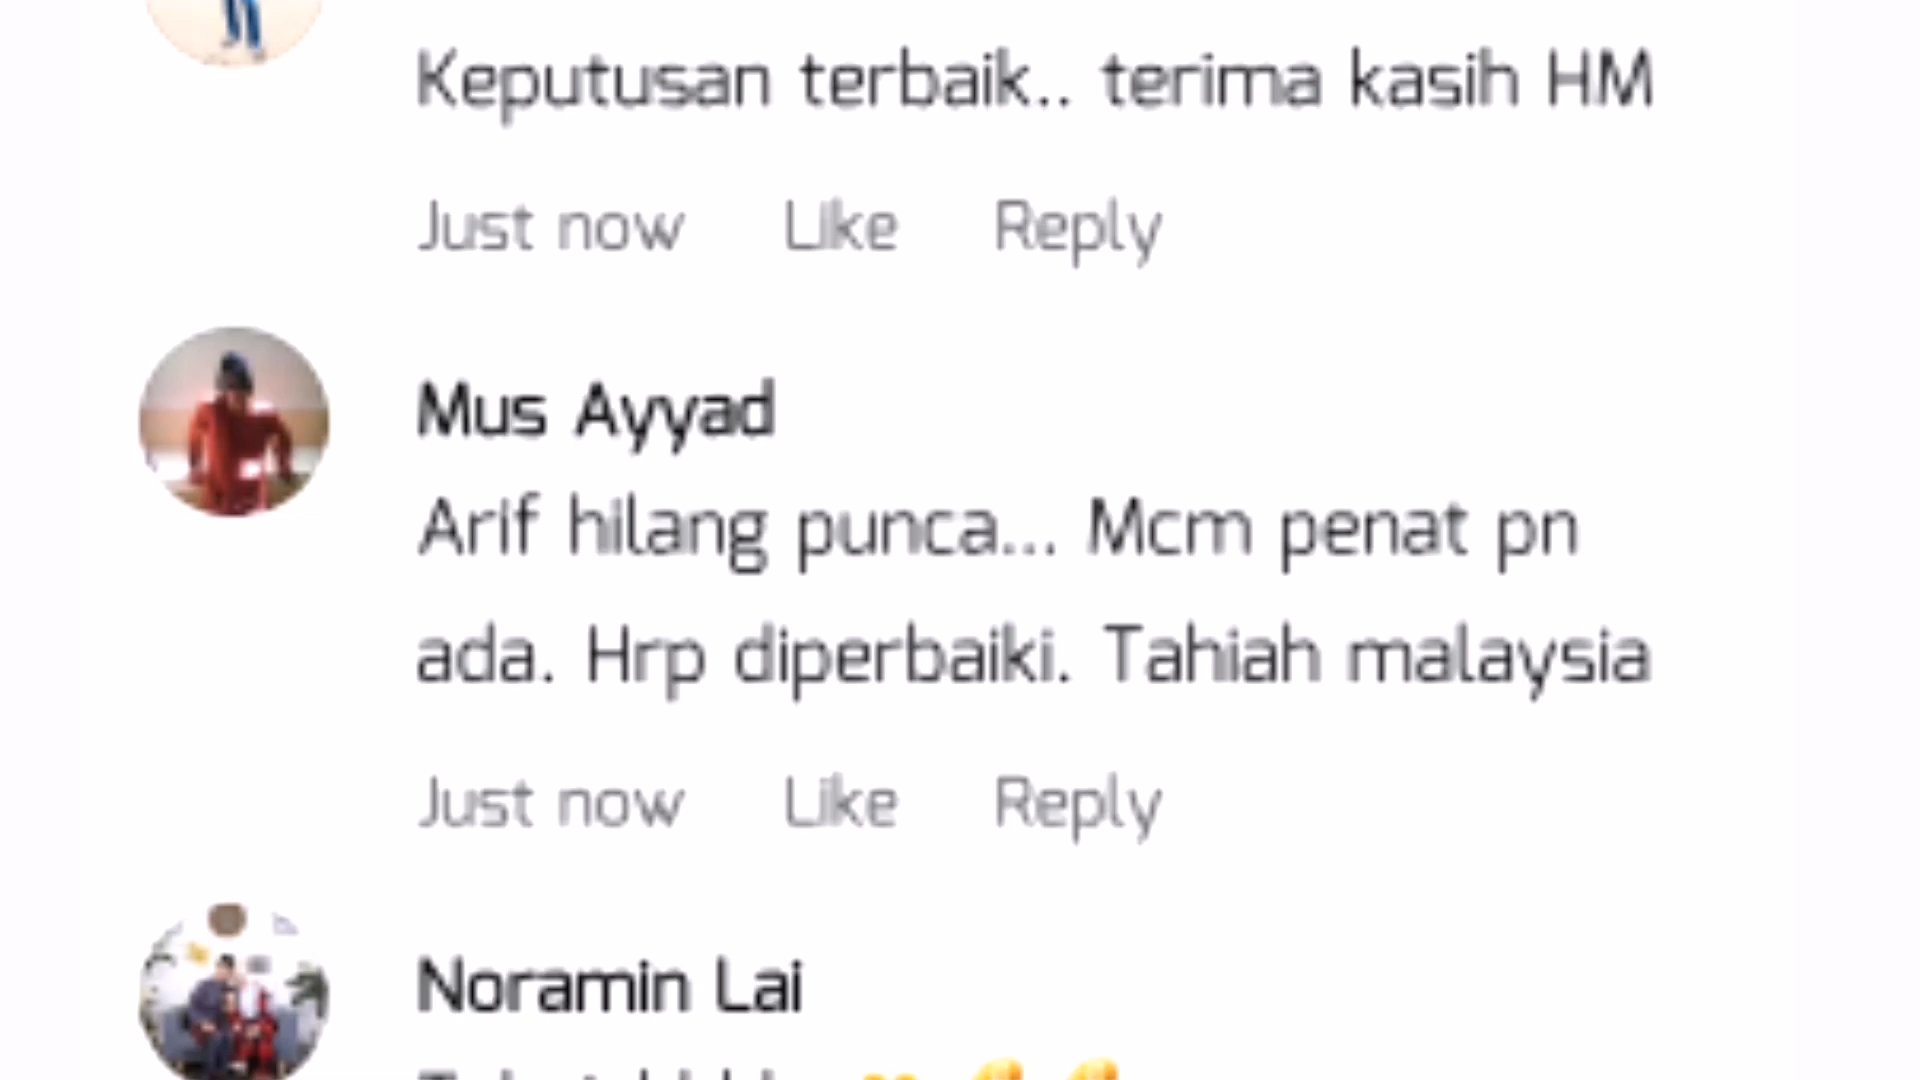 Keputusan terbaik.. terima kasih HM
Just now Like Reply
Mus Ayyad
Arif hilang punca... Mcm penat pn
ada. Hrp diperbaiki. Tahiah malaysia
Just now Like Reply
Noramin Lai